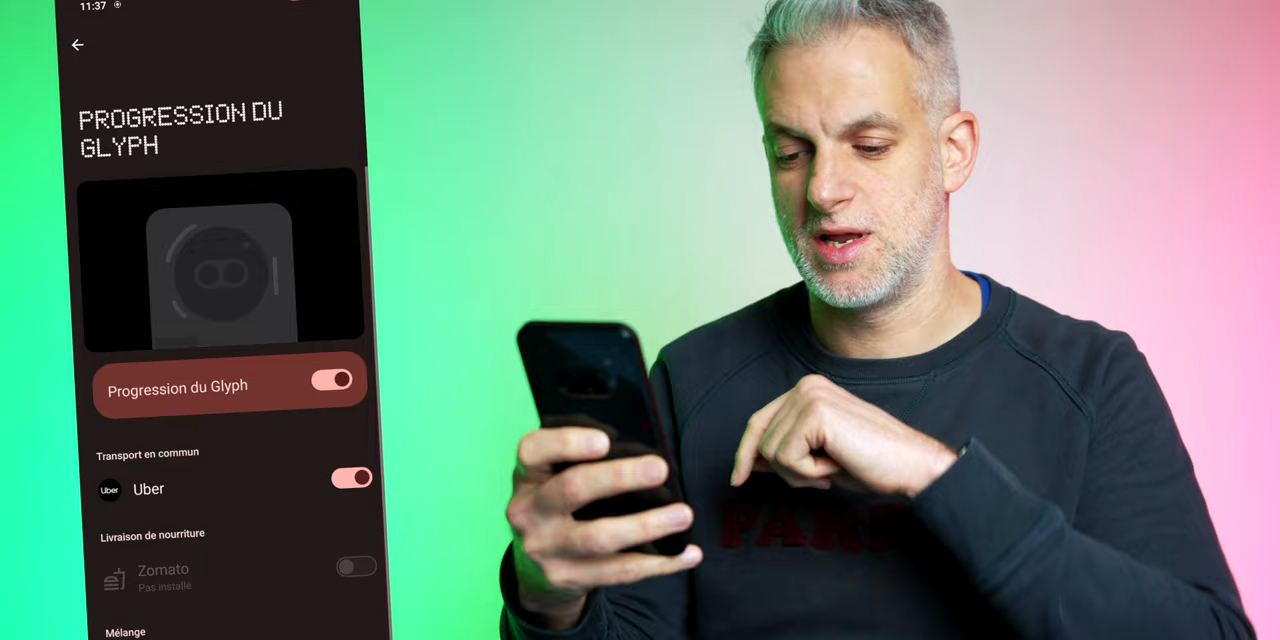 11:37
PROGRESSION DU
GLYPH
Progression du Glyph
Transport en commun
Uber
Uber
Livraison de nourriture
Zomato
Pas installé
Mélange